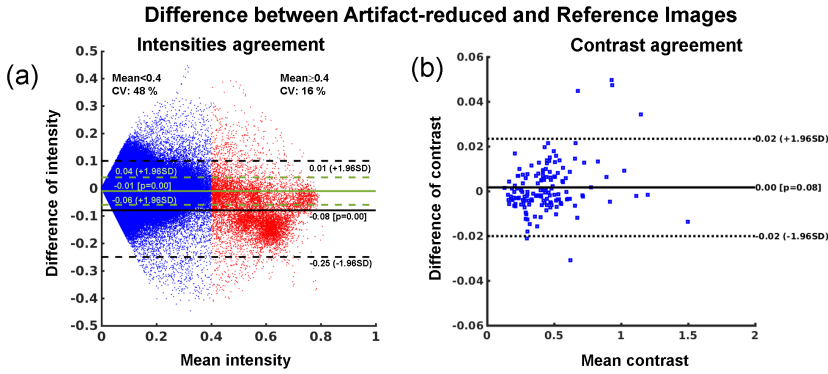 Difference between Artifact-reduced and Reference Images
(a)
Intensities agreement
Difference of intensity
0.5
0.4
0.3
0.2
0.1
0
-0.1
-0.2
-0.3
-0.4
-0.5
Mean<0.4
CV: 48 %
Mean≥0.4
CV: 16 %
0.04 (+1.96SD)
-0.01 [p=0.00]
-0.06 (+1.96SD)
0.01 (+1.96SD)
-0.08 [p=0.00]
-0.25 (-1.96SD)
0
0.2
0.4
0.6
0.8
1
Mean intensity
(b)
Contrast agreement
Difference of contrast
0.06
0.04
0.02
0
-0.02
-0.04
-0.06
0.02 (+1.96SD)
0.00 [p=0.08]
-0.02 (-1.96SD)
0
0.5
1
1.5
2
Mean contrast